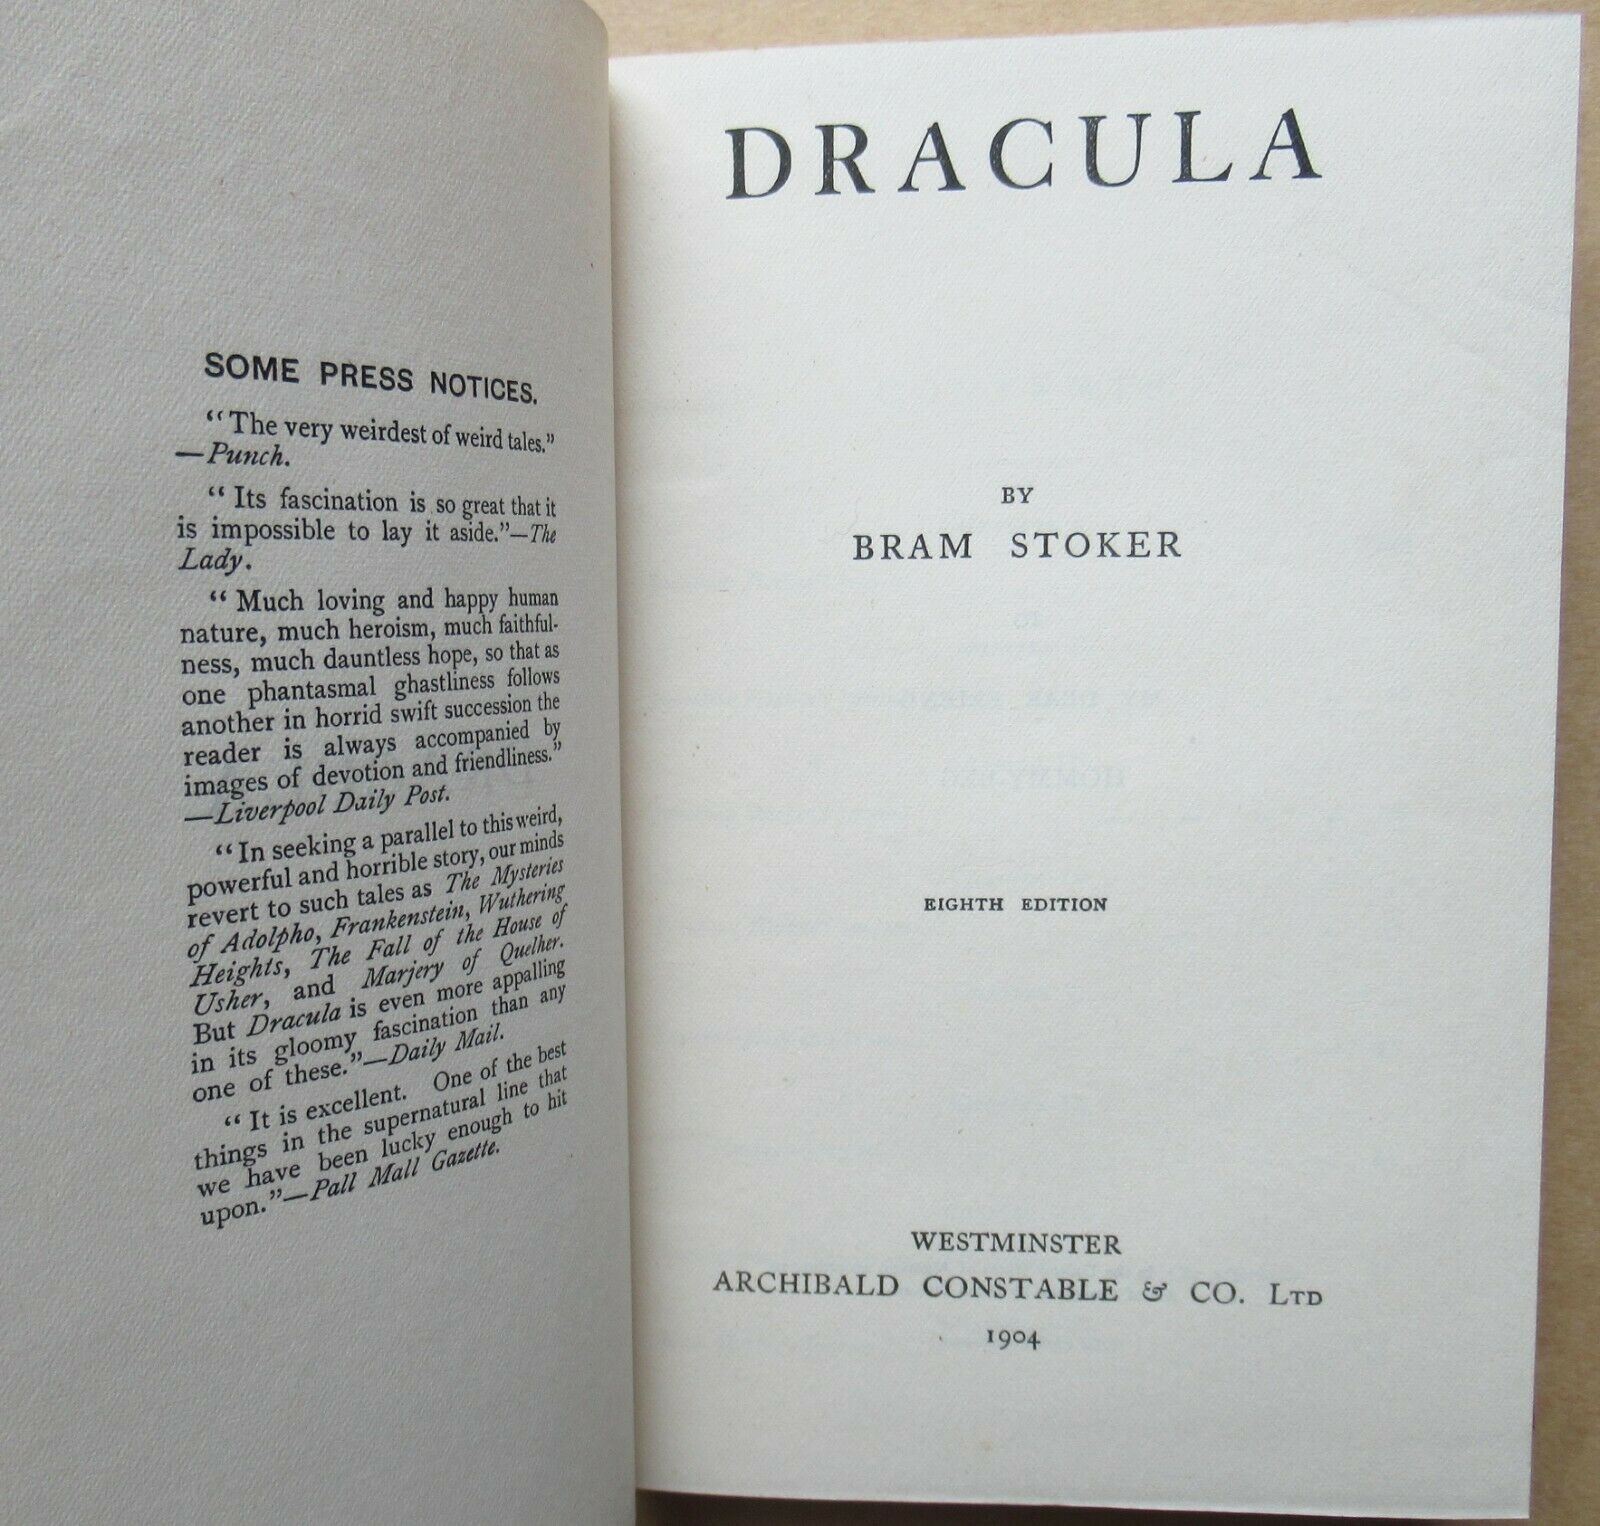 SOME PRESS NOTICES.
“The very weirdest of weird tales.”
—Punch.
“Its fascination is so great that it
is impossible to lay it aside.”—The
Lady.
“Much loving and happy human
nature, much heroism, much faithful-
ness, much dauntless hope, so that as
one phantasmal ghastliness follows
another in horrid swift succession the
reader is always accompanied by
images of devotion and friendliness.”
—Liverpool Daily Post.
“In seeking a parallel to this weird,
powerful and horrible story, our minds
revert to such tales as The Mysteries
of Adolpho, Frankenstein, Wuthering
Heights, The Fall of the House of
Usher, and Marjery of Quelher.
But Dracula is even more appalling
in its gloomy fascination than any
one of these.”—Daily Mail.
“It is excellent. One of the best
things in the supernatural line that
we have been lucky enough to hit
upon.”—Pall Mall Gazette.
DRACULA
BY
BRAM STOKER
EIGHTH EDITION
WESTMINSTER
ARCHIBALD CONSTABLE & CO. LTD
1904